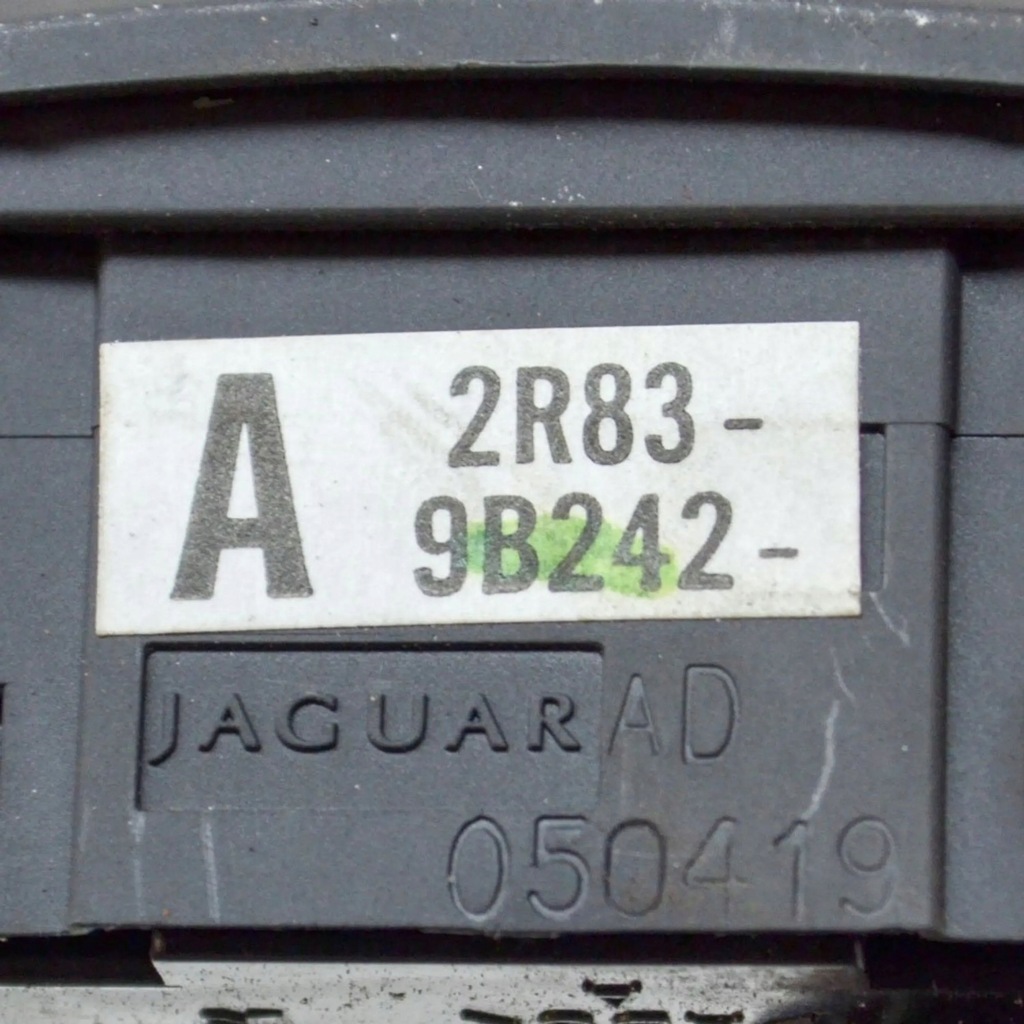 A
2R83-
9B242-
JAGUAR AD
050419